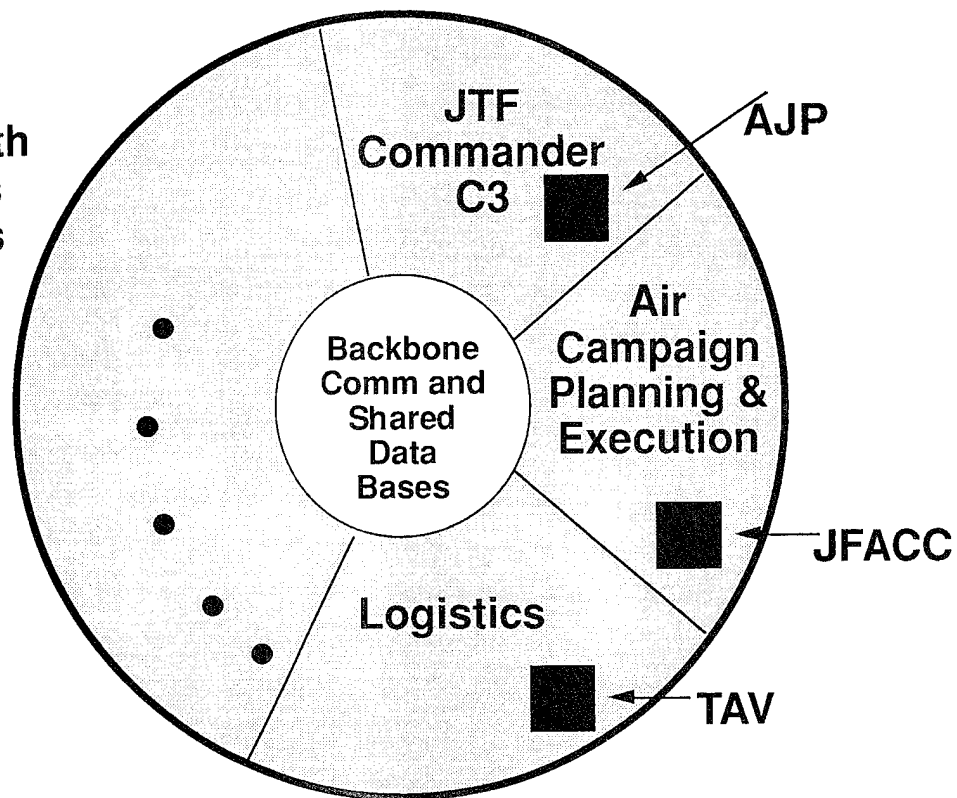 JTF
Commander
C3
AJP
Air
Campaign
Planning &
Execution
JFACC
Backbone
Comm and
Shared
Data
Bases
Logistics
TAV